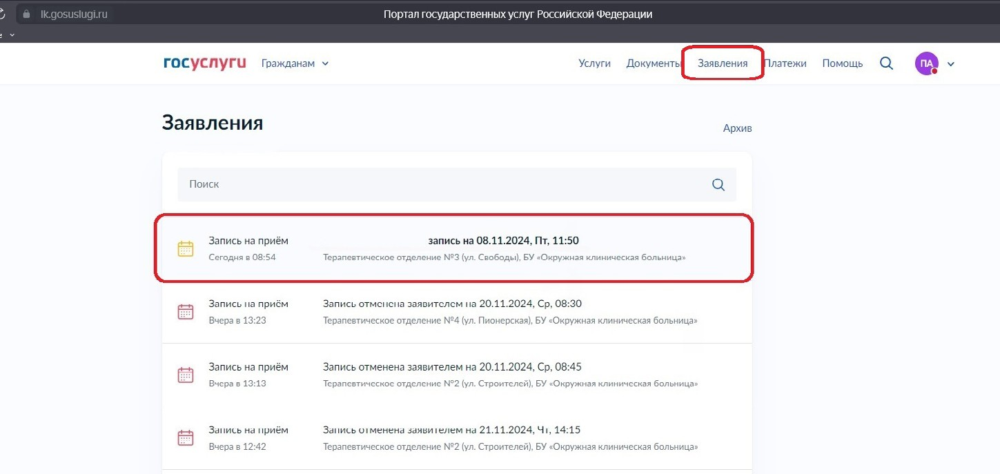 lk.gosuslugi.ru
Портал государственных услуг Российской Федерации
госуслуги Гражданам Услуги Документы Заявления Платежи Помощь ПА
Заявления
Архив
Поиск
Запись на приём запись на 08.11.2024, Пт, 11:50
Сегодня в 08:54 Терапевтическое отделение №3 (ул. Свободы), БУ «Окружная клиническая больница»
Запись на приём Запись отменена заявителем на 20.11.2024, Ср, 08:30
Вчера в 13:23 Терапевтическое отделение №4 (ул. Пионерская), БУ «Окружная клиническая больница»
Запись на приём Запись отменена заявителем на 20.11.2024, Ср, 08:45
Вчера в 13:13 Терапевтическое отделение №2 (ул. Строителей), БУ «Окружная клиническая больница»
Запись на приём Запись отменена заявителем на 21.11.2024, Чт, 14:15
Вчера в 12:42 Терапевтическое отделение №2 (ул. Строителей), БУ «Окружная клиническая больница»